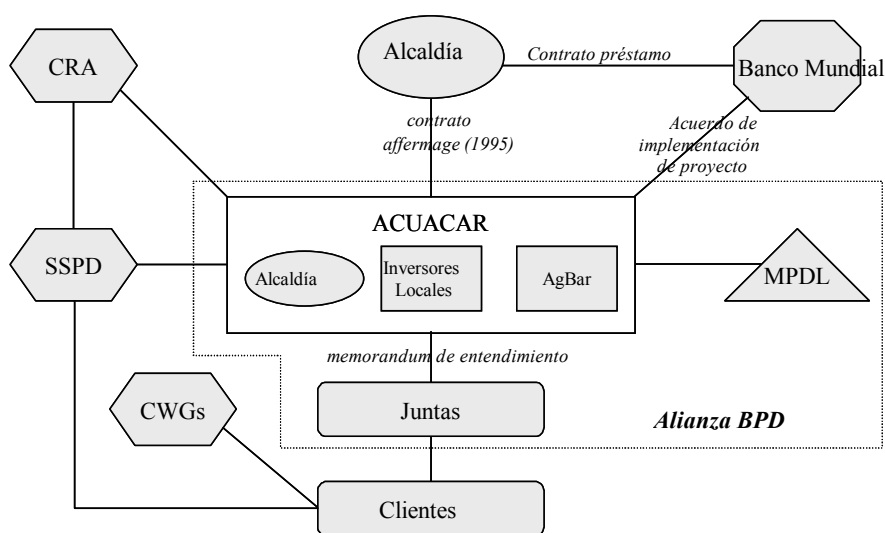 CRA
Alcaldía
Contrato préstamo
Banco Mundial
contrato
affermage (1995)
Acuerdo de
implementación
de proyecto
ACUACAR
SSPD
Alcaldía
Inversores
Locales
AgBar
MPDL
memorandum de entendimiento
CWGs
Juntas
Alianza BPD
Clientes